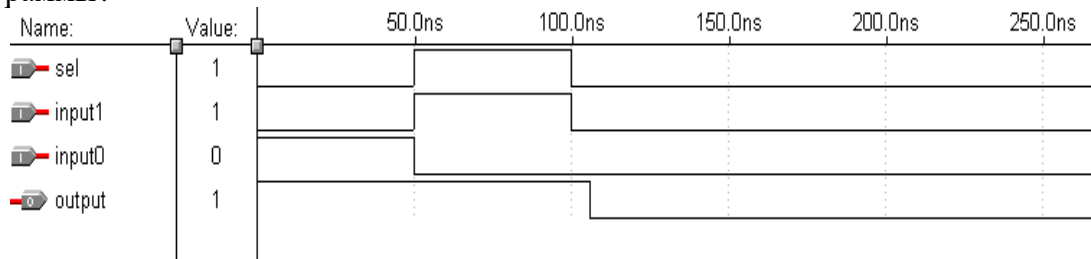 Name: Value: 50.0ns 100.0ns 150.0ns 200.0ns 250.0ns
sel 1
input1 1
input0 0
output 1